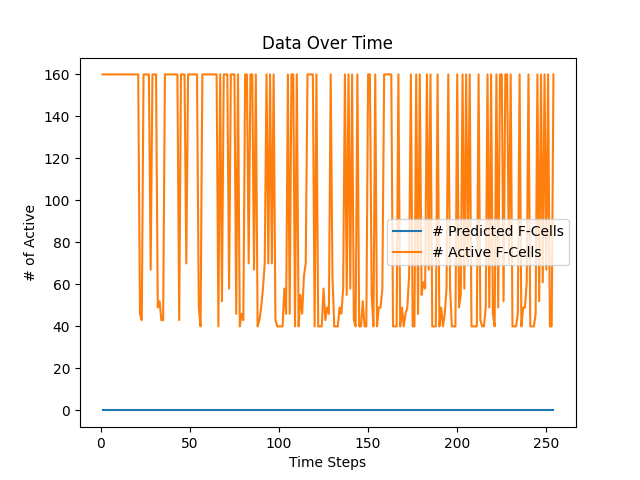 Data Over Time
# of Active
160
140
120
100
80
60
40
20
0
# Predicted F-Cells
# Active F-Cells
0 50 100 150 200 250
Time Steps